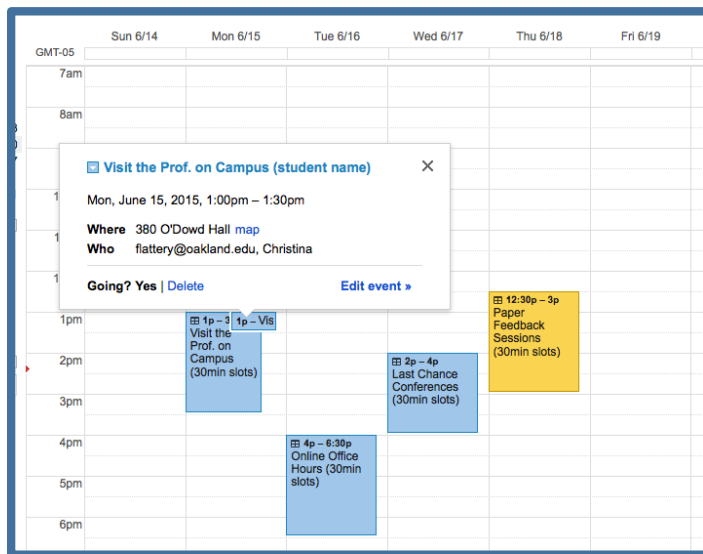 Sun 6/14 Mon 6/15 Tue 6/16 Wed 6/17 Thu 6/18 Fri 6/19
GMT-05
7am
8am
Visit the Prof. on Campus (student name)
Mon, June 15, 2015, 1:00pm – 1:30pm
Where 380 O'Dowd Hall map
Who flattery@oakland.edu, Christina
Going? Yes | Delete Edit event »
12:30p – 3p
Paper
Feedback
Sessions
(30min slots)
1pm
1p – 3
1p – Vis
Visit the
Prof. on
Campus
(30min slots)
2pm
2p – 4p
Last Chance
Conferences
(30min slots)
3pm
4pm
4p – 6:30p
Online Office
Hours (30min
slots)
5pm
6pm